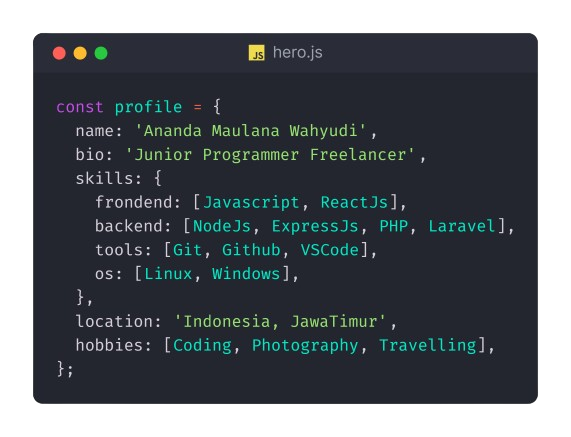 JS hero.js
const profile = {
  name: 'Ananda Maulana Wahyudi',
  bio: 'Junior Programmer Freelancer',
  skills: {
    frondend: [Javascript, ReactJs],
    backend: [NodeJs, ExpressJs, PHP, Laravel],
    tools: [Git, Github, VSCode],
    os: [Linux, Windows],
  },
  location: 'Indonesia, JawaTimur',
  hobbies: [Coding, Photography, Travelling],
};